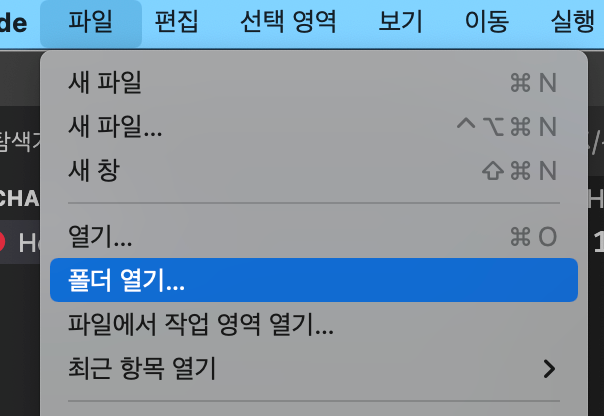 de 파일 편집 선택 영역 보기 이동 실행
새 파일 ⌘ N
새 파일... ^⌥⌘ N
탐색
새 창 ⇧⌘ N
CHA
H
열기... ⌘ O
He
1
폴더 열기...
파일에서 작업 영역 열기...
최근 항목 열기 >